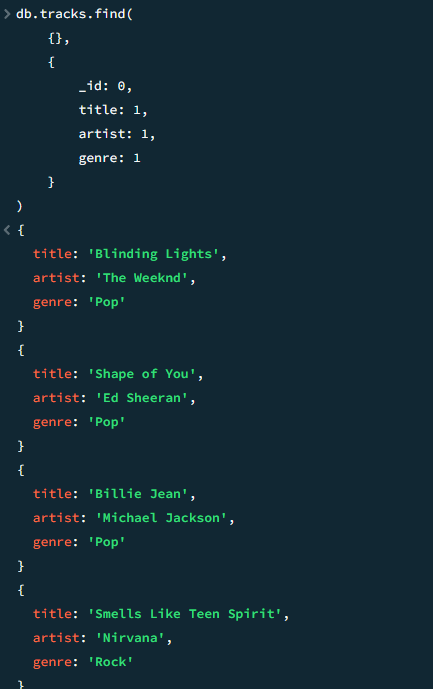 > db.tracks.find(
{},
{
_id: 0,
title: 1,
artist: 1,
genre: 1
}
)
< {
title: 'Blinding Lights',
artist: 'The Weeknd',
genre: 'Pop'
}
{
title: 'Shape of You',
artist: 'Ed Sheeran',
genre: 'Pop'
}
{
title: 'Billie Jean',
artist: 'Michael Jackson',
genre: 'Pop'
}
{
title: 'Smells Like Teen Spirit',
artist: 'Nirvana',
genre: 'Rock'
}